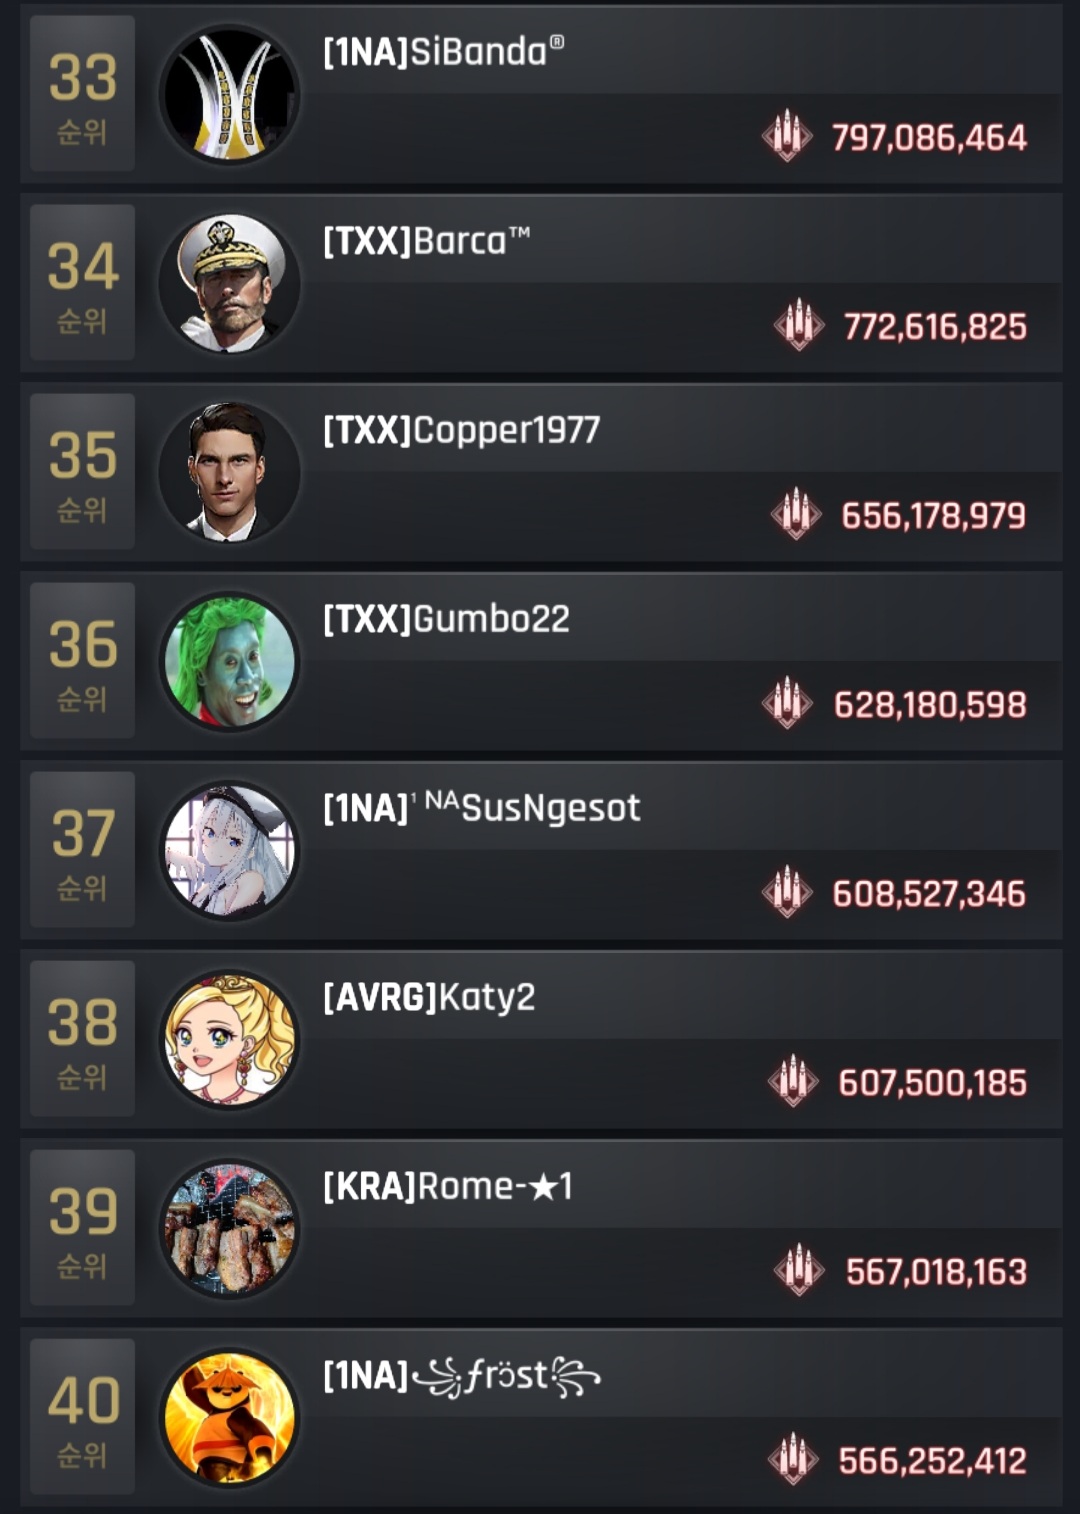 33
순위
[1NA]SiBanda®
797,086,464
34
순위
[TXX]Barca™
772,616,825
35
순위
[TXX]Copper1977
656,178,979
36
순위
[TXX]Gumbo22
628,180,598
37
순위
[1NA]¹ ᴺᴬSusNgesot
608,527,346
38
순위
[AVRG]Katy2
607,500,185
39
순위
[KRA]Rome-★1
567,018,163
40
순위
[1NA]꧁ƒröst꧂
566,252,412